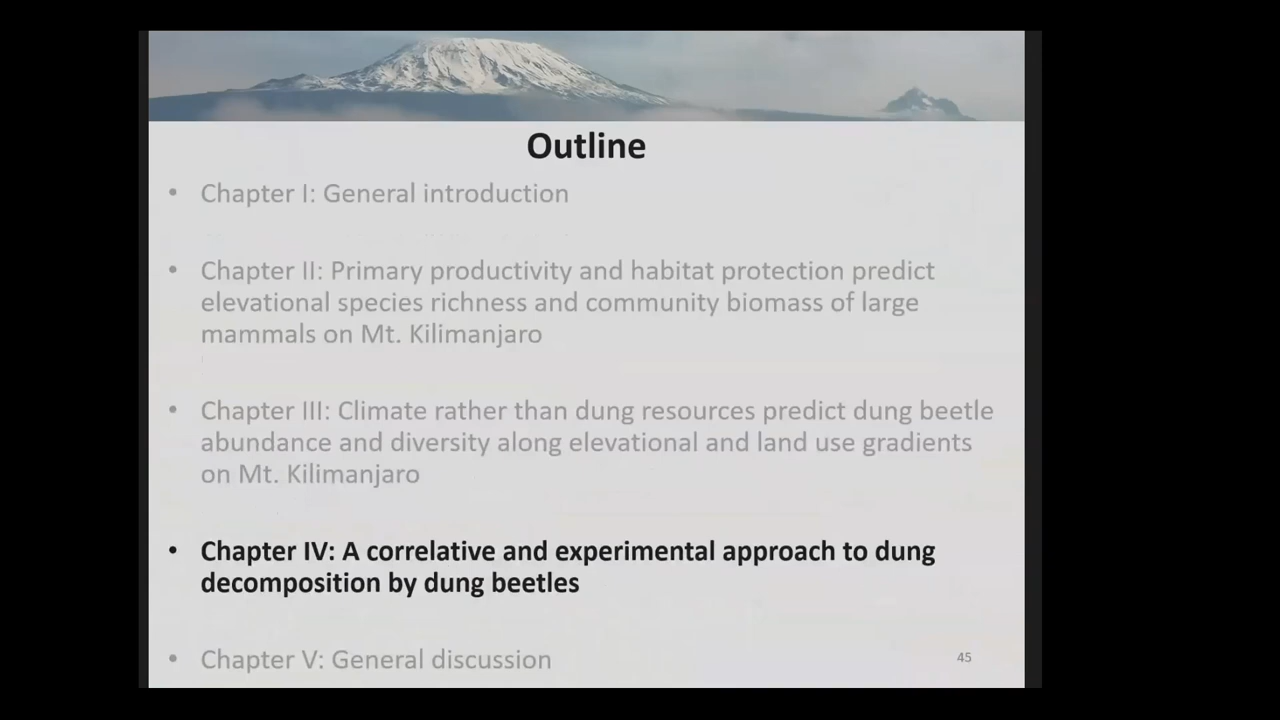 Outline
• Chapter I: General introduction
• Chapter II: Primary productivity and habitat protection predict
elevational species richness and community biomass of large
mammals on Mt. Kilimanjaro
• Chapter III: Climate rather than dung resources predict dung beetle
abundance and diversity along elevational and land use gradients
on Mt. Kilimanjaro
• Chapter IV: A correlative and experimental approach to dung
decomposition by dung beetles
• Chapter V: General discussion
45